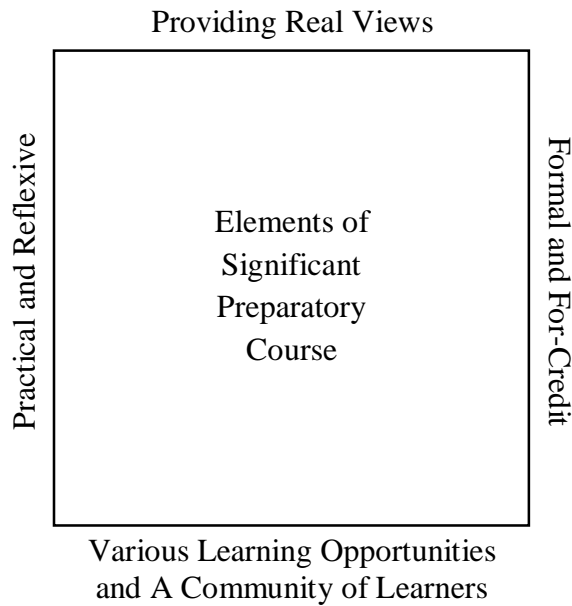 Providing Real Views
Practical and Reflexive
Elements of
Significant
Preparatory
Course
Formal and For-Credit
Various Learning Opportunities
and A Community of Learners